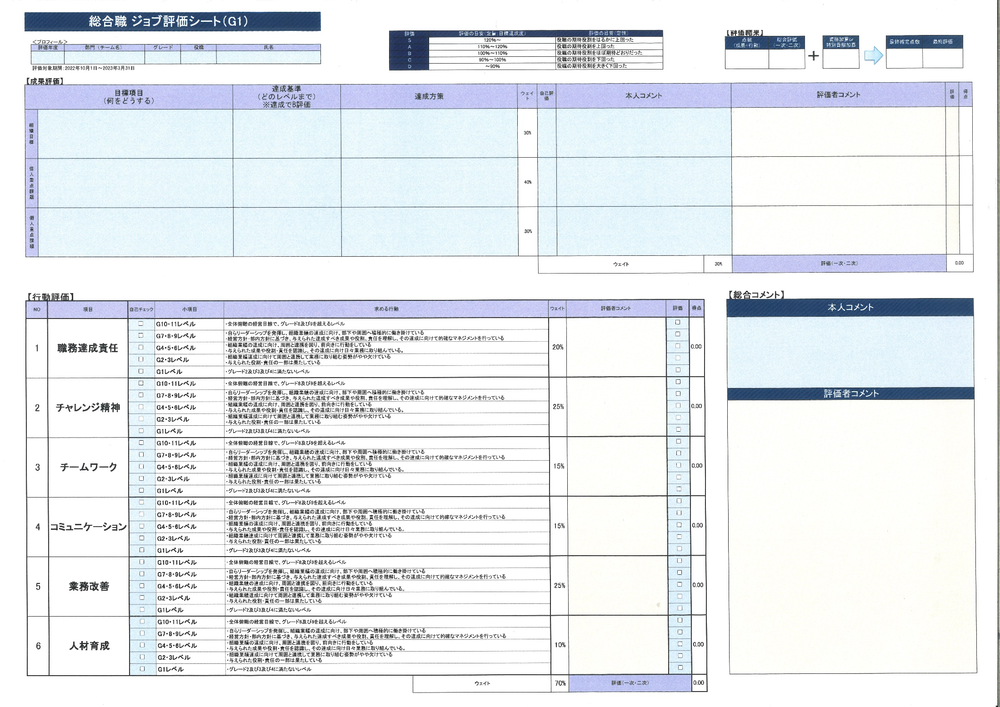 総合職 ジョブ評価シート(G1)
<プロフィール>
評価年度 部門(チーム名) グレード 役職 氏名
評価対象期間:2022年10月1日~2023年3月31日
評価 評価の目安(定量:目標達成度) 評価の目安(定性)
S 120%~ 役職の期待役割をはるかに上回った
A 110%~120% 役職の期待役割を上回った
B 100%~110% 役職の期待役割をほぼ期待どおりだった
C 90%~100% 役職の期待役割を下回った
D ~90% 役職の期待役割を大きく下回った
【評価結果】
点数
(成果+行動)
総合評価
(一次・二次)
+
資格加算or
特別貢献加算
最終確定点数 最終評価
【成果評価】
目標項目
(何をどうする)
達成基準
(どのレベルまで)
※達成でB評価
達成方策
ウェイト
自己評価
本人コメント
評価者コメント
評価
得点
組織目標 30%
個人重点課題 40%
個人重点課題 30%
ウェイト 30% 評価(一次・二次) 0.00
【行動評価】
NO 項目 自己チェック 小項目 求める行動 ウェイト 評価者コメント 評価 得点
1 職務達成責任 20% 0.00
□ G10・11レベル ・全体俯瞰の経営目線で、グレード8及び9を超えるレベル □
□ G7・8・9レベル ・自らリーダーシップを発揮し、組織業績の達成に向け、部下や周囲へ積極的に働き掛けている □
・経営方針・部内方針に基づき、与えられた達成すべき成果や役割、責任を理解し、その達成に向けて的確なマネジメントを行っている
□ G4・5・6レベル ・組織業績の達成に向け、周囲と連携を図り、前向きに行動をしている □
・与えられた成果や役割・責任を認識し、その達成に向け日々業務に取り組んでいる。
□ G2・3レベル ・組織業績達成に向けて周囲と連携して業務に取り組む姿勢がやや欠けている □
・与えられた役割・責任の一部は果たしている
□ G1レベル ・グレード2及び3及び4に満たないレベル □
2 チャレンジ精神 25% 0.00
□ G10・11レベル ・全体俯瞰の経営目線で、グレード8及び9を超えるレベル □
□ G7・8・9レベル ・自らリーダーシップを発揮し、組織業績の達成に向け、部下や周囲へ積極的に働き掛けている □
・経営方針・部内方針に基づき、与えられた達成すべき成果や役割、責任を理解し、その達成に向けて的確なマネジメントを行っている
□ G4・5・6レベル ・組織業績の達成に向け、周囲と連携を図り、前向きに行動をしている □
・与えられた成果や役割・責任を認識し、その達成に向け日々業務に取り組んでいる。
□ G2・3レベル ・組織業績達成に向けて周囲と連携して業務に取り組む姿勢がやや欠けている □
・与えられた役割・責任の一部は果たしている
□ G1レベル ・グレード2及び3及び4に満たないレベル □
3 チームワーク 15% 0.00
□ G10・11レベル ・全体俯瞰の経営目線で、グレード8及び9を超えるレベル □
□ G7・8・9レベル ・自らリーダーシップを発揮し、組織業績の達成に向け、部下や周囲へ積極的に働き掛けている □
・経営方針・部内方針に基づき、与えられた達成すべき成果や役割、責任を理解し、その達成に向けて的確なマネジメントを行っている
□ G4・5・6レベル ・組織業績の達成に向け、周囲と連携を図り、前向きに行動をしている □
・与えられた成果や役割・責任を認識し、その達成に向け日々業務に取り組んでいる。
□ G2・3レベル ・組織業績達成に向けて周囲と連携して業務に取り組む姿勢がやや欠けている □
・与えられた役割・責任の一部は果たしている
□ G1レベル ・グレード2及び3及び4に満たないレベル □
4 コミュニケーション 15% 0.00
□ G10・11レベル ・全体俯瞰の経営目線で、グレード8及び9を超えるレベル □
□ G7・8・9レベル ・自らリーダーシップを発揮し、組織業績の達成に向け、部下や周囲へ積極的に働き掛けている □
・経営方針・部内方針に基づき、与えられた達成すべき成果や役割、責任を理解し、その達成に向けて的確なマネジメントを行っている
□ G4・5・6レベル ・組織業績の達成に向け、周囲と連携を図り、前向きに行動をしている □
・与えられた成果や役割・責任を認識し、その達成に向け日々業務に取り組んでいる。
□ G2・3レベル ・組織業績達成に向けて周囲と連携して業務に取り組む姿勢がやや欠けている □
・与えられた役割・責任の一部は果たしている
□ G1レベル ・グレード2及び3及び4に満たないレベル □
5 業務改善 25% 0.00
□ G10・11レベル ・全体俯瞰の経営目線で、グレード8及び9を超えるレベル □
□ G7・8・9レベル ・自らリーダーシップを発揮し、組織業績の達成に向け、部下や周囲へ積極的に働き掛けている □
・経営方針・部内方針に基づき、与えられた達成すべき成果や役割、責任を理解し、その達成に向けて的確なマネジメントを行っている
□ G4・5・6レベル ・組織業績の達成に向け、周囲と連携を図り、前向きに行動をしている □
・与えられた成果や役割・責任を認識し、その達成に向け日々業務に取り組んでいる。
□ G2・3レベル ・組織業績達成に向けて周囲と連携して業務に取り組む姿勢がやや欠けている □
・与えられた役割・責任の一部は果たしている
□ G1レベル ・グレード2及び3及び4に満たないレベル □
6 人材育成 10% 0.00
□ G10・11レベル ・全体俯瞰の経営目線で、グレード8及び9を超えるレベル □
□ G7・8・9レベル ・自らリーダーシップを発揮し、組織業績の達成に向け、部下や周囲へ積極的に働き掛けている □
・経営方針・部内方針に基づき、与えられた達成すべき成果や役割、責任を理解し、その達成に向けて的確なマネジメントを行っている
□ G4・5・6レベル ・組織業績の達成に向け、周囲と連携を図り、前向きに行動をしている □
・与えられた成果や役割・責任を認識し、その達成に向け日々業務に取り組んでいる。
□ G2・3レベル ・組織業績達成に向けて周囲と連携して業務に取り組む姿勢がやや欠けている □
・与えられた役割・責任の一部は果たしている
□ G1レベル ・グレード2及び3及び4に満たないレベル □
ウェイト 70% 評価(一次・二次) 0.00
【総合コメント】
本人コメント
評価者コメント